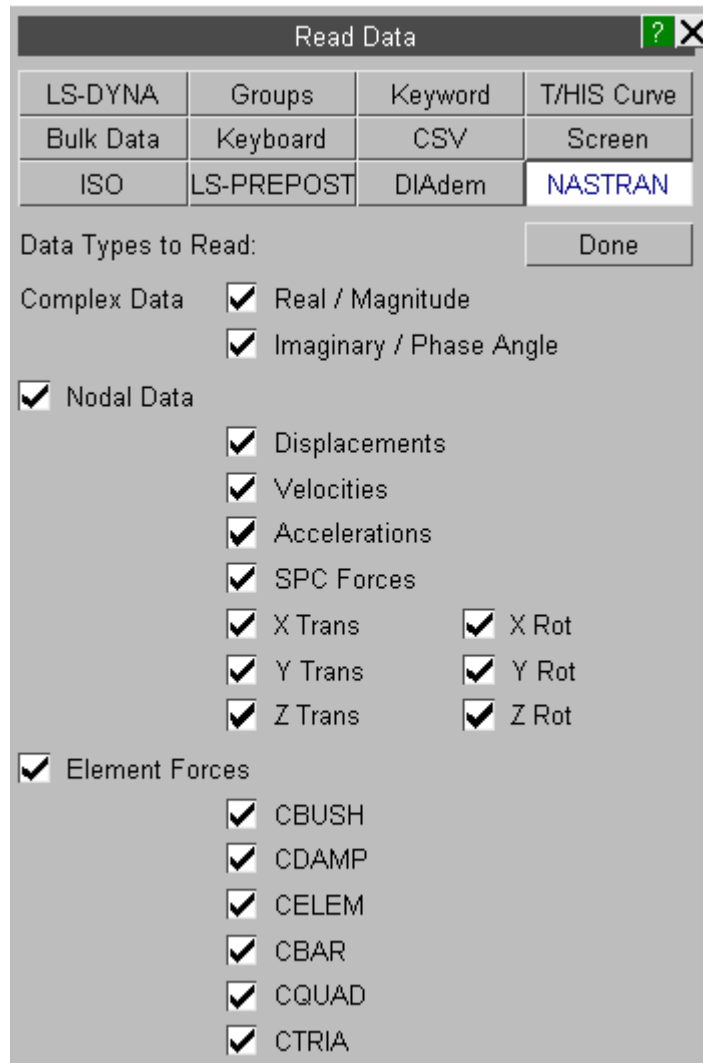 Read Data ?
LS-DYNA Groups Keyword T/HIS Curve
Bulk Data Keyboard CSV Screen
ISO LS-PREPOST DIAdem NASTRAN
Data Types to Read: Done
Complex Data Real / Magnitude
Imaginary / Phase Angle
Nodal Data
Displacements
Velocities
Accelerations
SPC Forces
X Trans X Rot
Y Trans Y Rot
Z Trans Z Rot
Element Forces
CBUSH
CDAMP
CELEM
CBAR
CQUAD
CTRIA